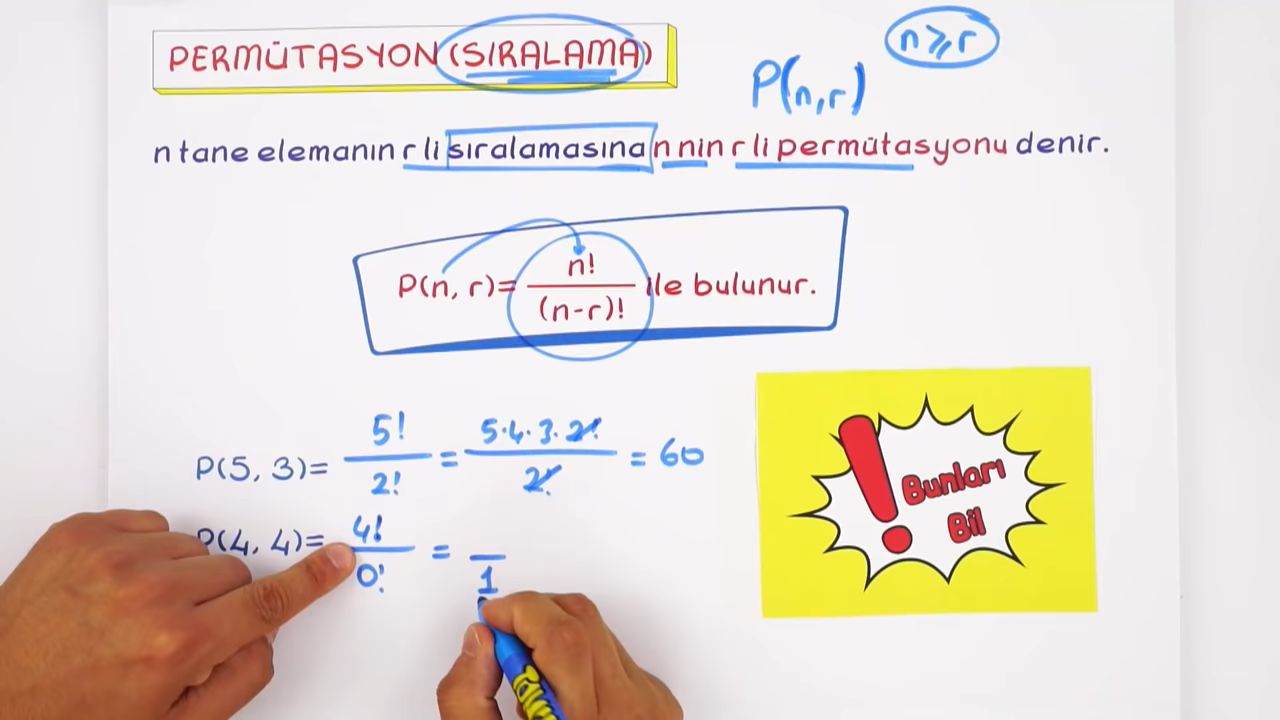 PERMÜTASYON (SIRALAMA)
n ⩾ r
P(n,r)
n tane elemanın r li sıralamasına n nin r li permütasyonu denir.
P(n, r) = n! / (n-r)! ile bulunur.
P(5, 3) = 5! / 2! = 5·4·3·2! / 2! = 60
P(4, 4) = 4! / 0! = / 1
Bunları
Bil